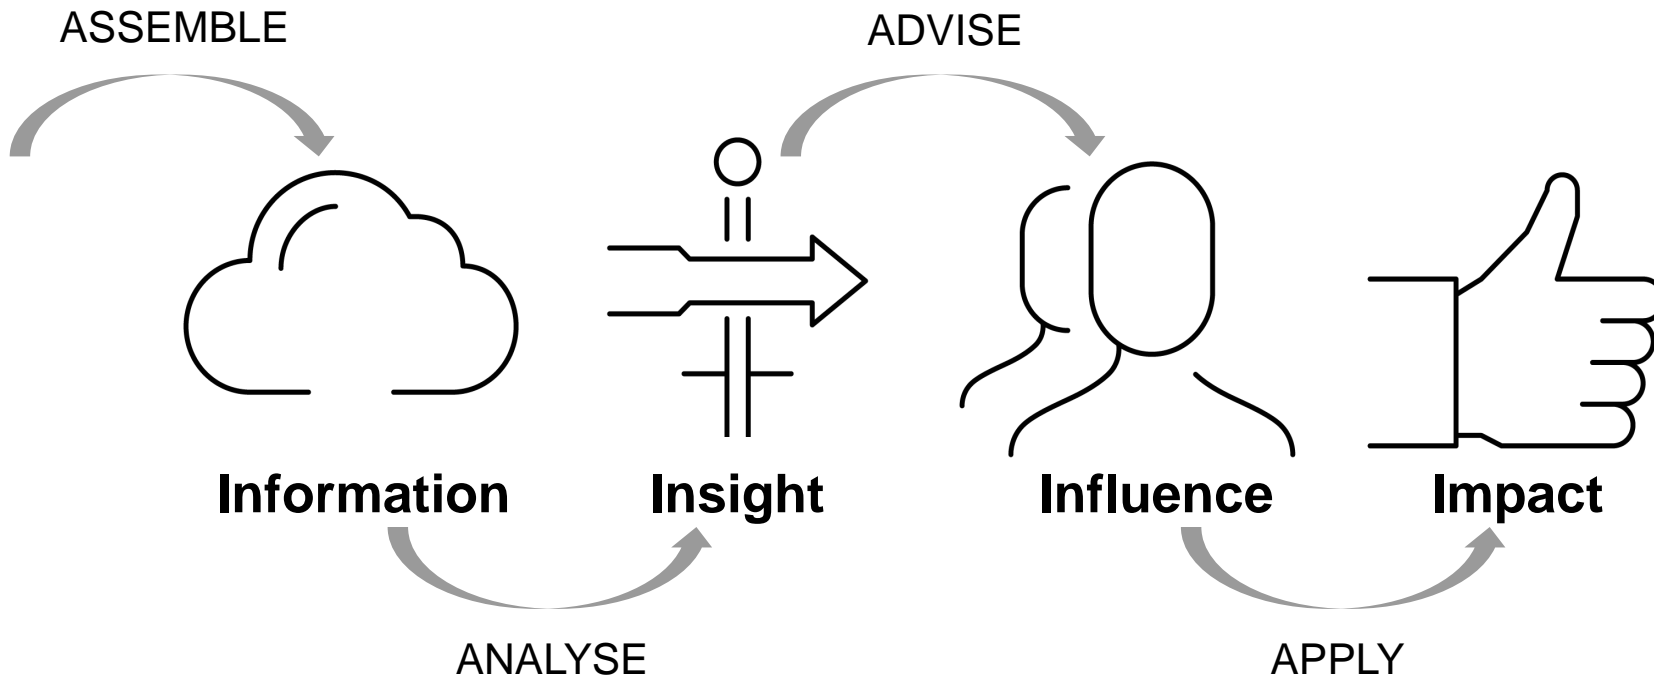 ASSEMBLE
ADVISE
Information
Insight
Influence
Impact
ANALYSE
APPLY